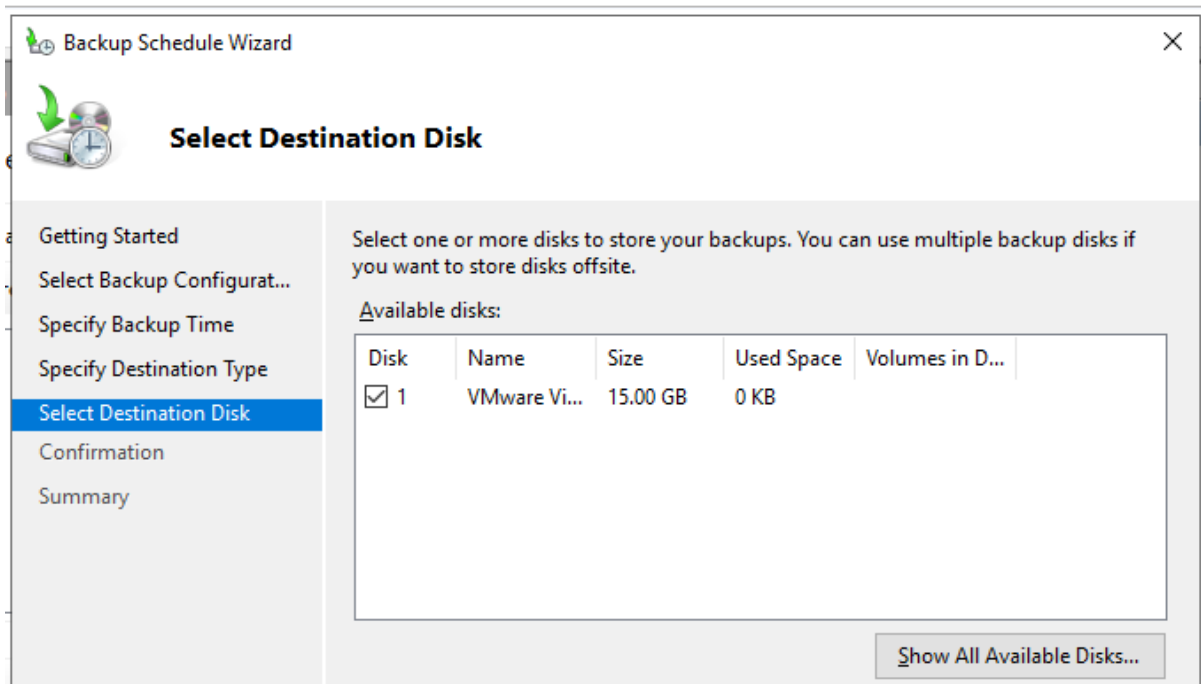 Backup Schedule Wizard
Select Destination Disk
Getting Started
Select Backup Configurat...
Specify Backup Time
Specify Destination Type
Select Destination Disk
Confirmation
Summary
Select one or more disks to store your backups. You can use multiple backup disks if
you want to store disks offsite.
Available disks:
Disk Name Size Used Space Volumes in D...
1 VMware Vi... 15.00 GB 0 KB
Show All Available Disks...